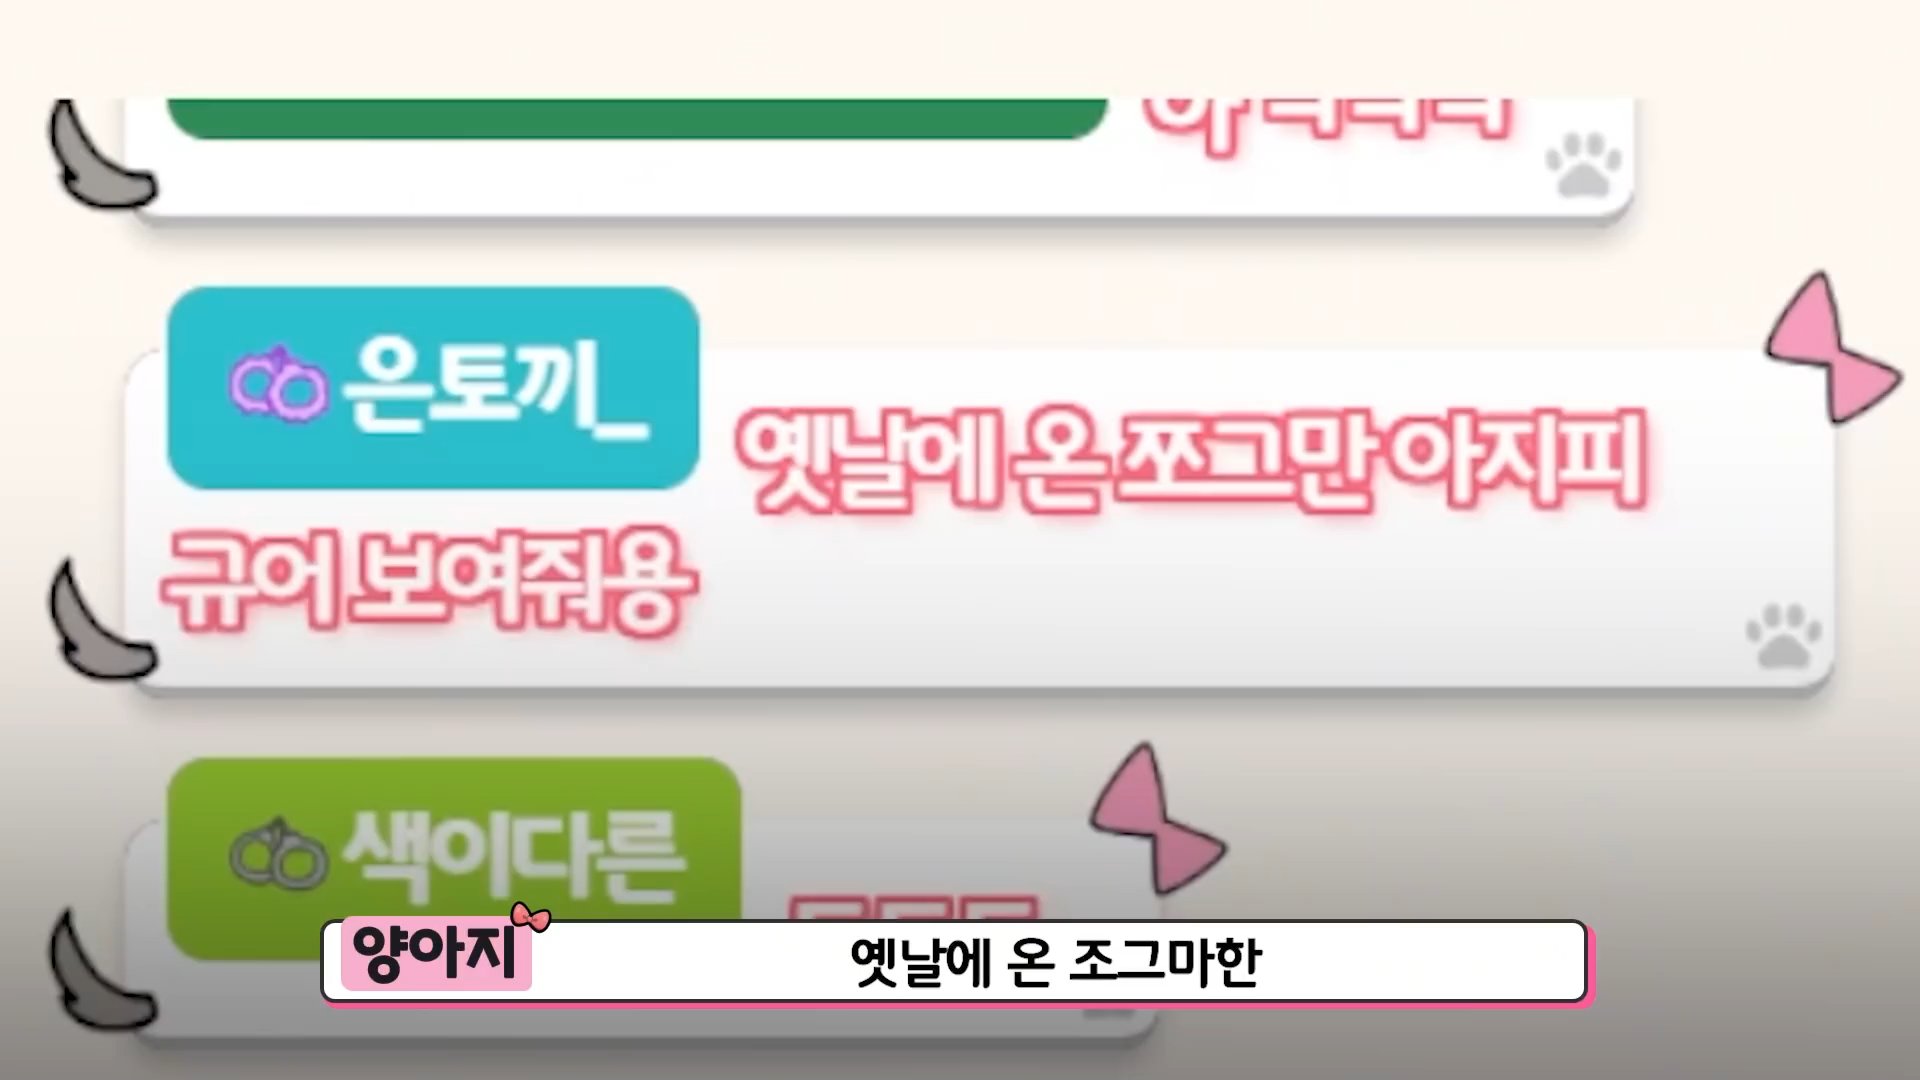 은토끼_ 옛날에 온 쪼그만 아지피
규어 보여줘용
색이다른
양아지 옛날에 온 조그마한